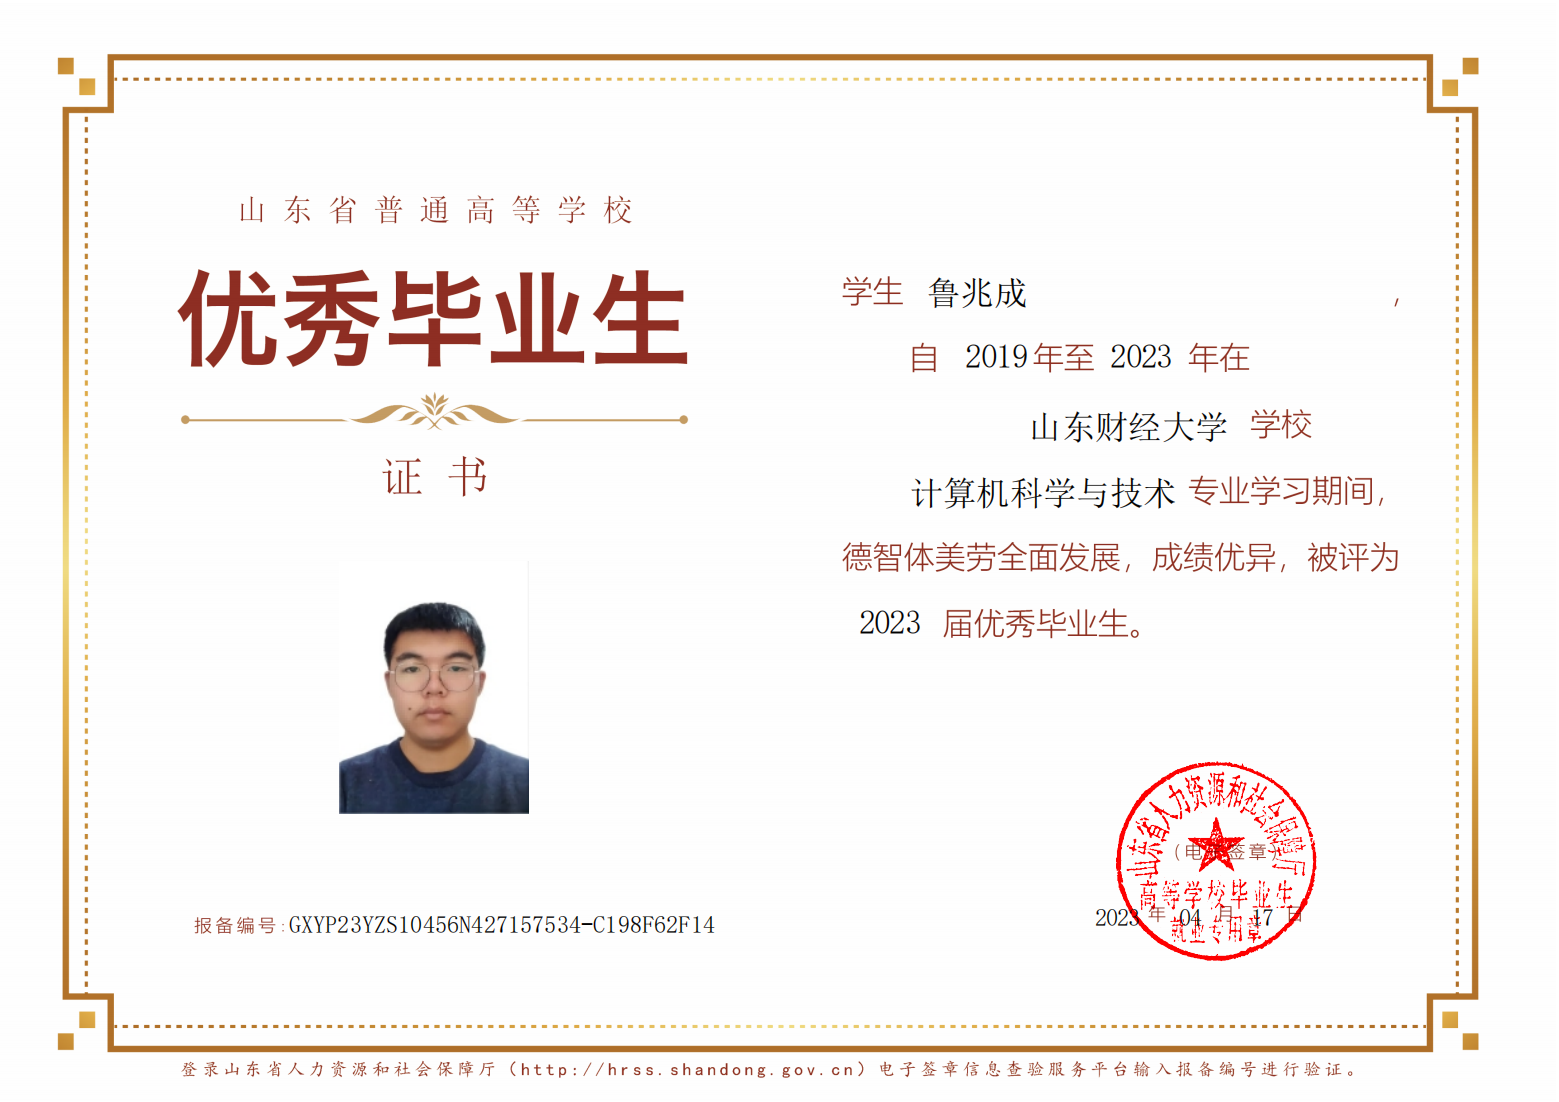 山东省普通高等学校
优秀毕业生
证书
报备编号:GXYP23YZS10456N427157534-C198F62F14
学生 鲁兆成 ,
自 2019年至 2023 年在
山东财经大学 学校
计算机科学与技术 专业学习期间,
德智体美劳全面发展，成绩优异，被评为
2023 届优秀毕业生。
山东省人力资源和社会保障厅
（电子签章）
高等学校毕业生
就业专用章
2023 年 04 月 17 日
登录山东省人力资源和社会保障厅（http://hrss.shandong.gov.cn）电子签章信息查验服务平台输入报备编号进行验证。